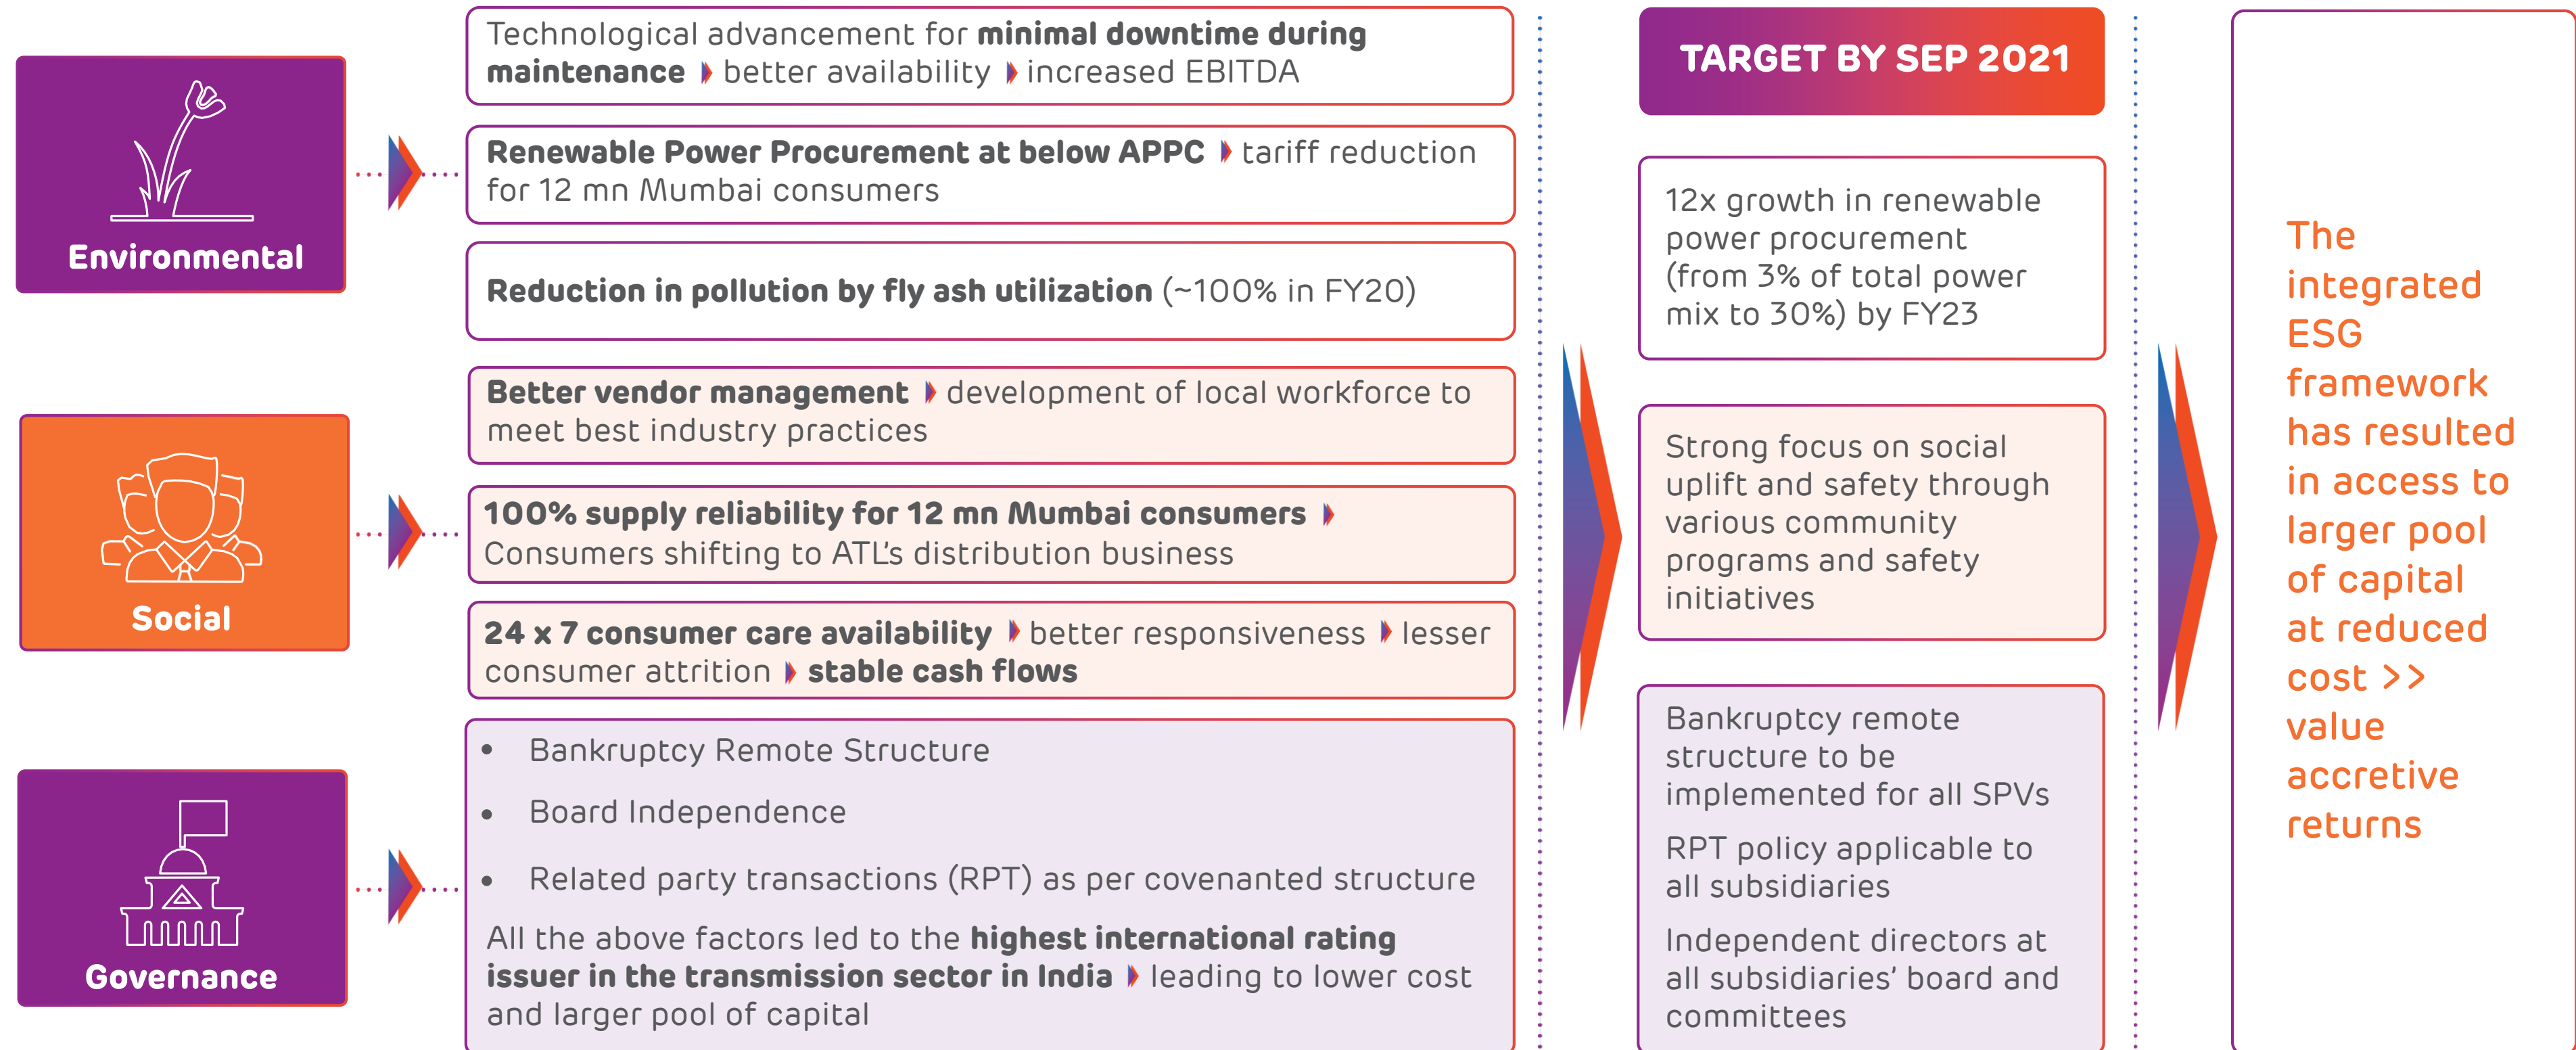 Environmental
Technological advancement for minimal downtime during
maintenance better availability increased EBITDA
Renewable Power Procurement at below APPC tariff reduction
for 12 mn Mumbai consumers
Reduction in pollution by fly ash utilization (~100% in FY20)
Social
Better vendor management development of local workforce to
meet best industry practices
100% supply reliability for 12 mn Mumbai consumers
Consumers shifting to ATL's distribution business
24 x 7 consumer care availability better responsiveness lesser
consumer attrition stable cash flows
Governance
• Bankruptcy Remote Structure
• Board Independence
• Related party transactions (RPT) as per covenanted structure
All the above factors led to the highest international rating
issuer in the transmission sector in India leading to lower cost
and larger pool of capital
TARGET BY SEP 2021
12x growth in renewable
power procurement
(from 3% of total power
mix to 30%) by FY23
Strong focus on social
uplift and safety through
various community
programs and safety
initiatives
Bankruptcy remote
structure to be
implemented for all SPVs
RPT policy applicable to
all subsidiaries
Independent directors at
all subsidiaries' board and
committees
The
integrated
ESG
framework
has resulted
in access to
larger pool
of capital
at reduced
cost >>
value
accretive
returns